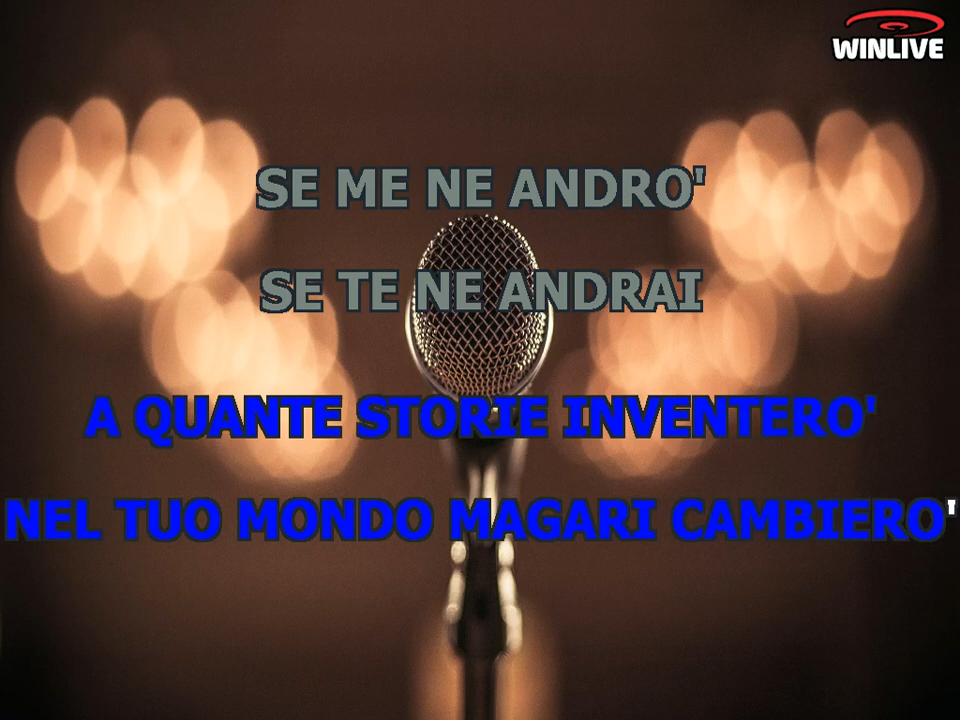 WINLIVE
SE ME NE ANDRO'
SE TE NE ANDRAI
A QUANTE STORIE INVENTERO'
NEL TUO MONDO MAGARI CAMBIERO'